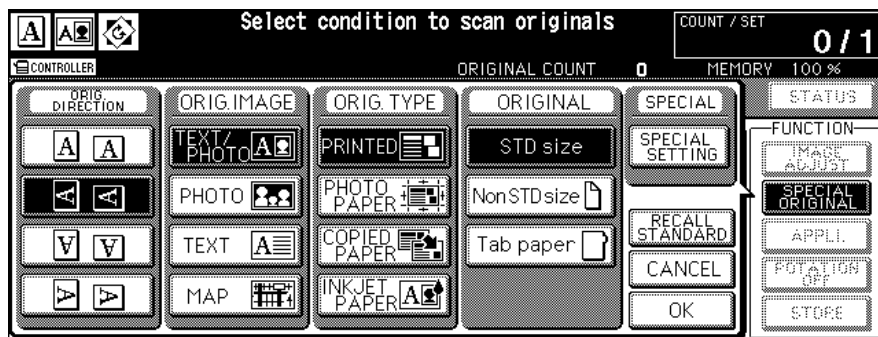 Select condition to scan originals
COUNT / SET
0 / 1
CONTROLLER
ORIGINAL COUNT 0 MEMORY 100 %
ORIG. DIRECTION
A A
A A
A A
A A
ORIG. IMAGE
TEXT/ PHOTO A
PHOTO
TEXT A
MAP
ORIG. TYPE
PRINTED
PHOTO PAPER
COPIED PAPER
INKJET PAPER A
ORIGINAL
STD size
NonSTDsize
Tab paper
SPECIAL
SPECIAL SETTING
RECALL STANDARD
CANCEL
OK
STATUS
FUNCTION
IMAGE ADJUST
SPECIAL ORIGINAL
APPLI.
ROTATION OFF
STORE